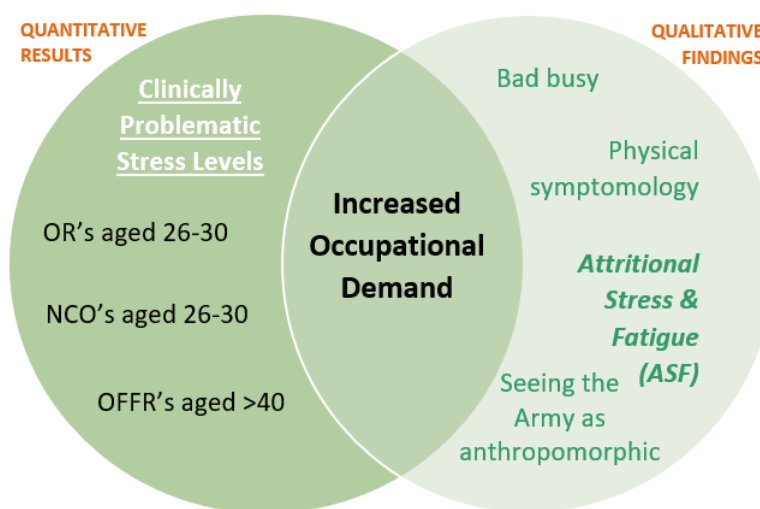 QUANTITATIVE
RESULTS
Clinically
Problematic
Stress Levels
OR's aged 26-30
NCO's aged 26-30
OFFR's aged >40
Increased
Occupational
Demand
QUALITATIVE
FINDINGS
Bad busy
Physical
symptomology
Attritional
Stress &
Fatigue
(ASF)
Seeing the
Army as
anthropomorphic